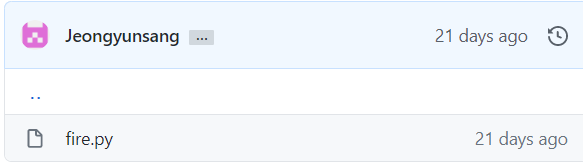 Jeongyunsang ... 21 days ago
..
fire.py 21 days ago